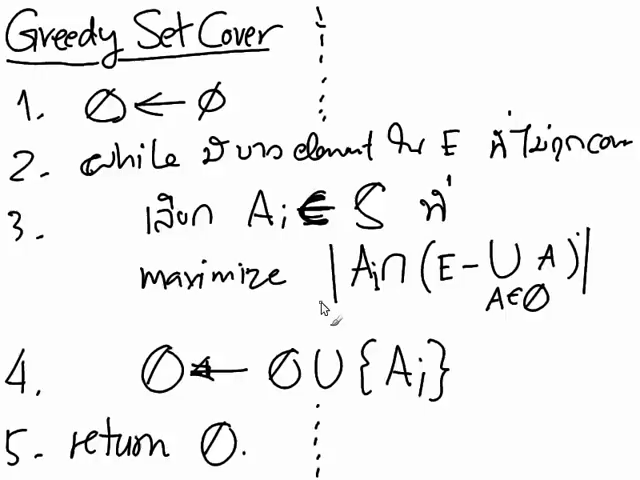 Greedy Set Cover
1. ∅ ← ∅
2. while มีบาง element ใน E ที่ไม่ถูก cover
3. เลือก Ai ∈ S ที่
maximize | Ai ∩ ( E - ∪ A ) |
A ∈ ∅
4. ∅ ← ∅ ∪ { Ai }
5. return ∅.